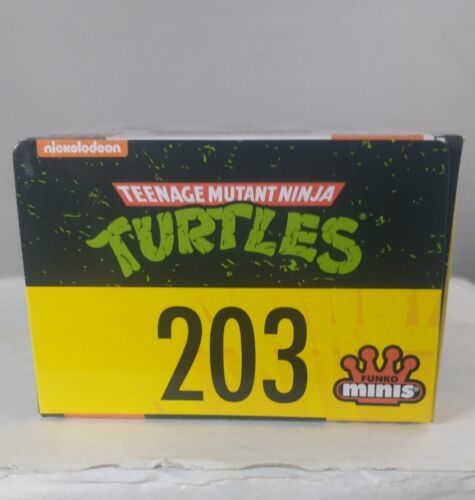 nickelodeon
TEENAGE MUTANT NINJA
TURTLES
203
FUNKO
minis